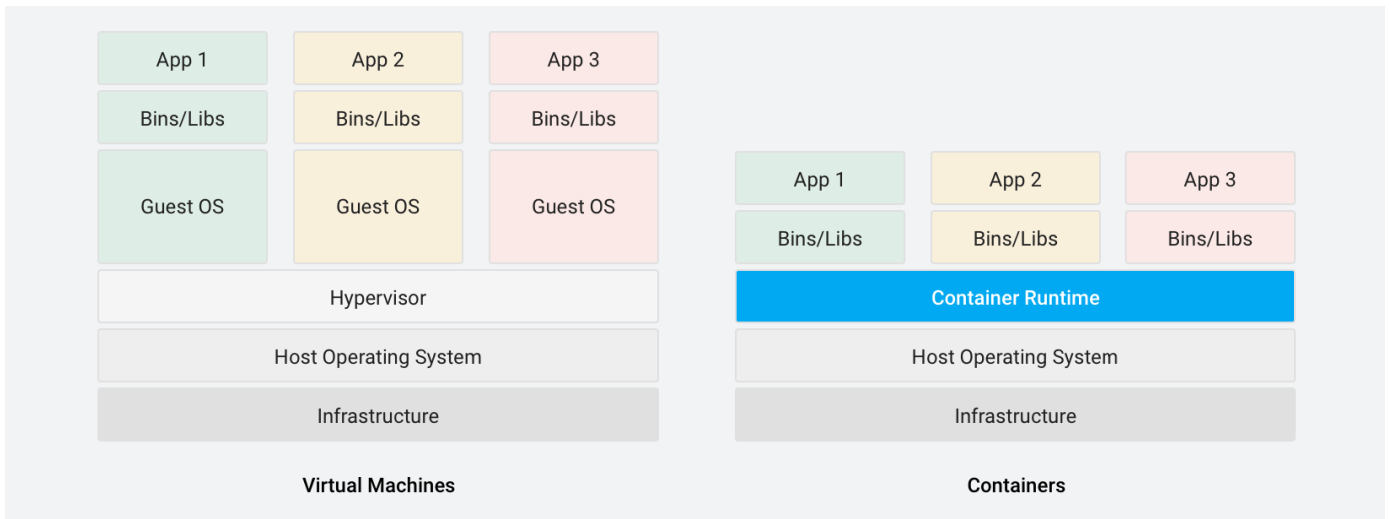 App 1
App 2
App 3
Bins/Libs
Bins/Libs
Bins/Libs
Guest OS
Guest OS
Guest OS
Hypervisor
Host Operating System
Infrastructure
Virtual Machines
App 1
App 2
App 3
Bins/Libs
Bins/Libs
Bins/Libs
Container Runtime
Host Operating System
Infrastructure
Containers